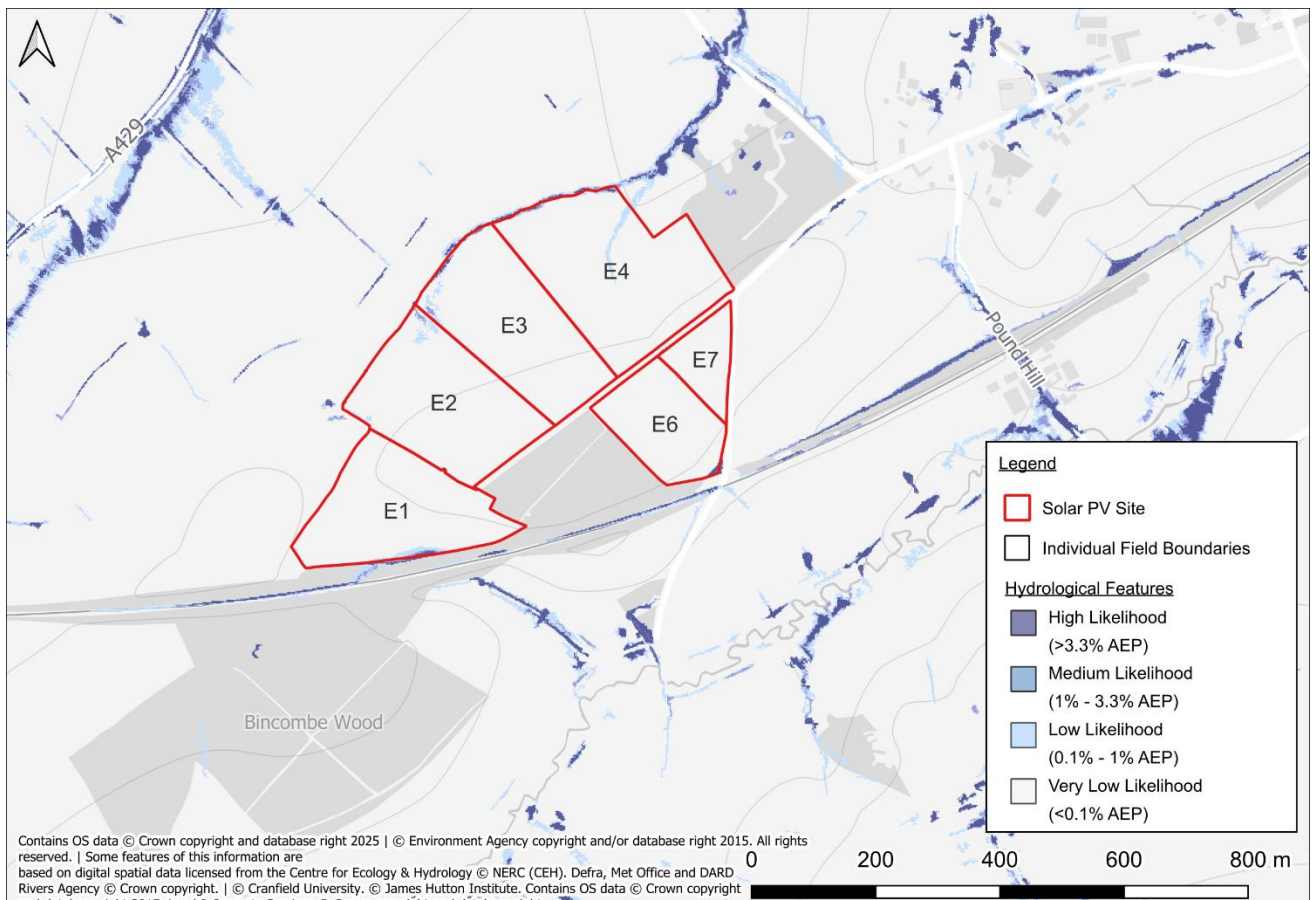 A429
E4
E3
E7
E2
E6
E1
Pound Hill
Bincombe Wood
Legend
Solar PV Site
Individual Field Boundaries
Hydrological Features
High Likelihood
(>3.3% AEP)
Medium Likelihood
(1% - 3.3% AEP)
Low Likelihood
(0.1% - 1% AEP)
Very Low Likelihood
(<0.1% AEP)
Contains OS data © Crown copyright and database right 2025 | © Environment Agency copyright and/or database right 2015. All rights
reserved. | Some features of this information are
based on digital spatial data licensed from the Centre for Ecology & Hydrology © NERC (CEH). Defra, Met Office and DARD
Rivers Agency © Crown copyright. | © Cranfield University. © James Hutton Institute. Contains OS data © Crown copyright
0 200 400 600 800 m